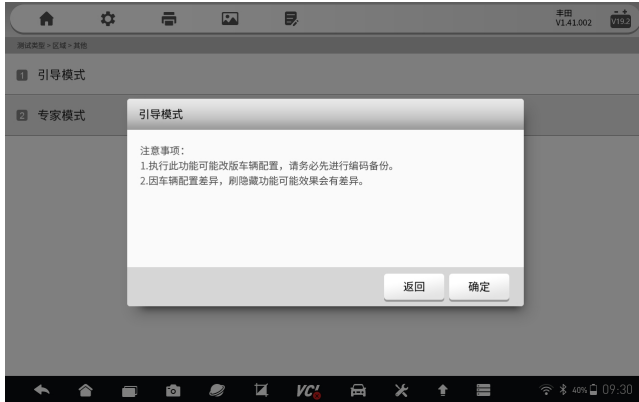 丰田
V1.41.002
V19.2
测试类型 > 区域 > 其他
1 引导模式
2 专家模式
引导模式
注意事项：
1.执行此功能可能改版车辆配置，请务必先进行编码备份。
2.因车辆配置差异，刷隐藏功能可能效果会有差异。
返回 确定
VC!
40% 09:30